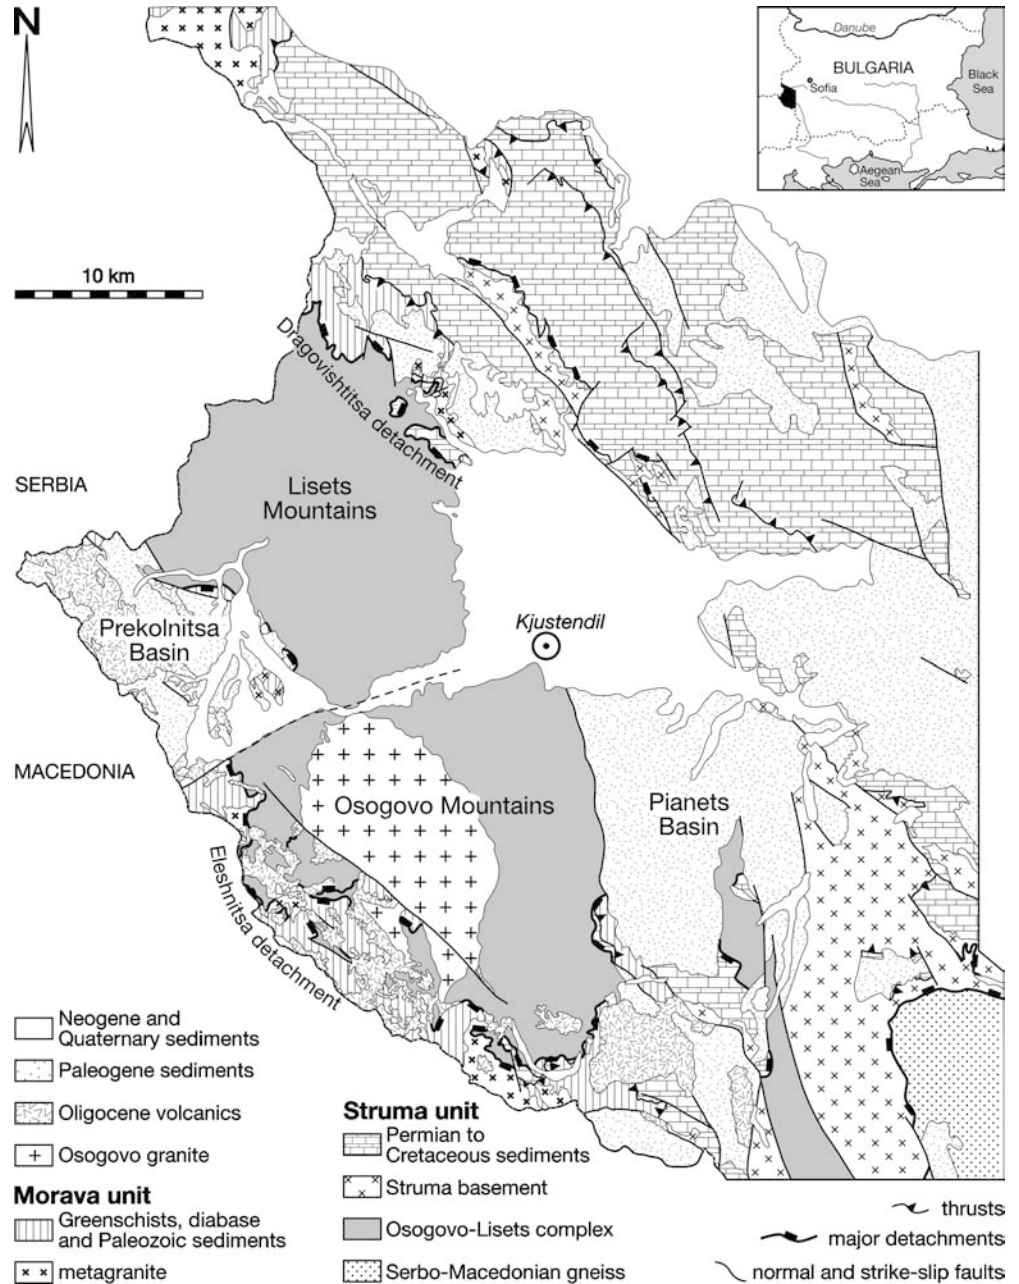 N
Danube
BULGARIA
Sofia
Black
Sea
Aegean
Sea
10 km
Dragovishtitsa detachment
SERBIA
Lisets
Mountains
Prekolnitsa
Basin
Kjustendil
MACEDONIA
Osogovo Mountains
Pianets
Basin
Eleshnitsa detachment
Neogene and
Quaternary sediments
Paleogene sediments
Oligocene volcanics
Osogovo granite
Morava unit
Greenschists, diabase
and Paleozoic sediments
metagranite
Struma unit
Permian to
Cretaceous sediments
Struma basement
Osogovo-Lisets complex
Serbo-Macedonian gneiss
thrusts
major detachments
normal and strike-slip faults